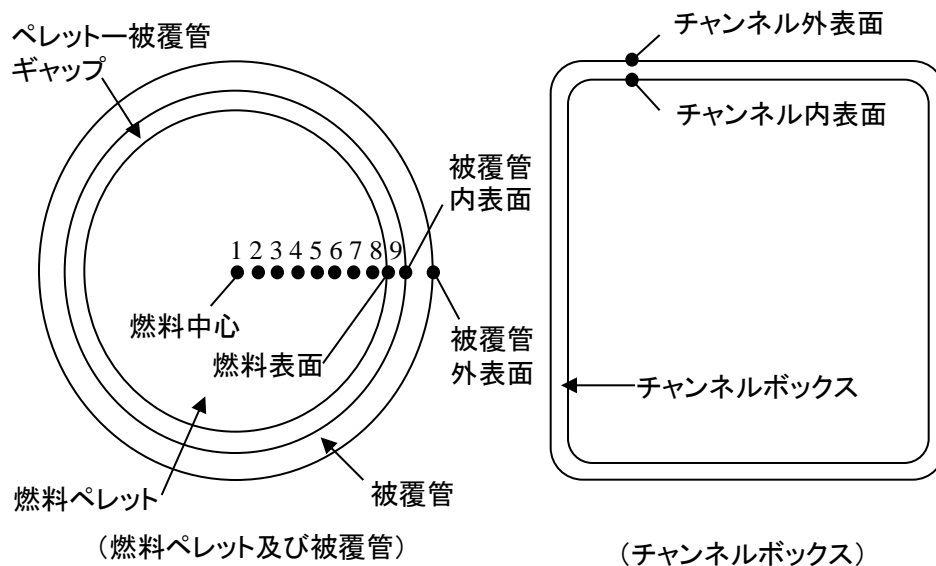 ペレット－被覆管
ギャップ
チャンネル外表面
チャンネル内表面
被覆管
内表面
1 2 3 4 5 6 7 8 9
燃料中心
燃料表面
被覆管
外表面
チャンネルボックス
燃料ペレット
被覆管
（燃料ペレット及び被覆管）
（チャンネルボックス）